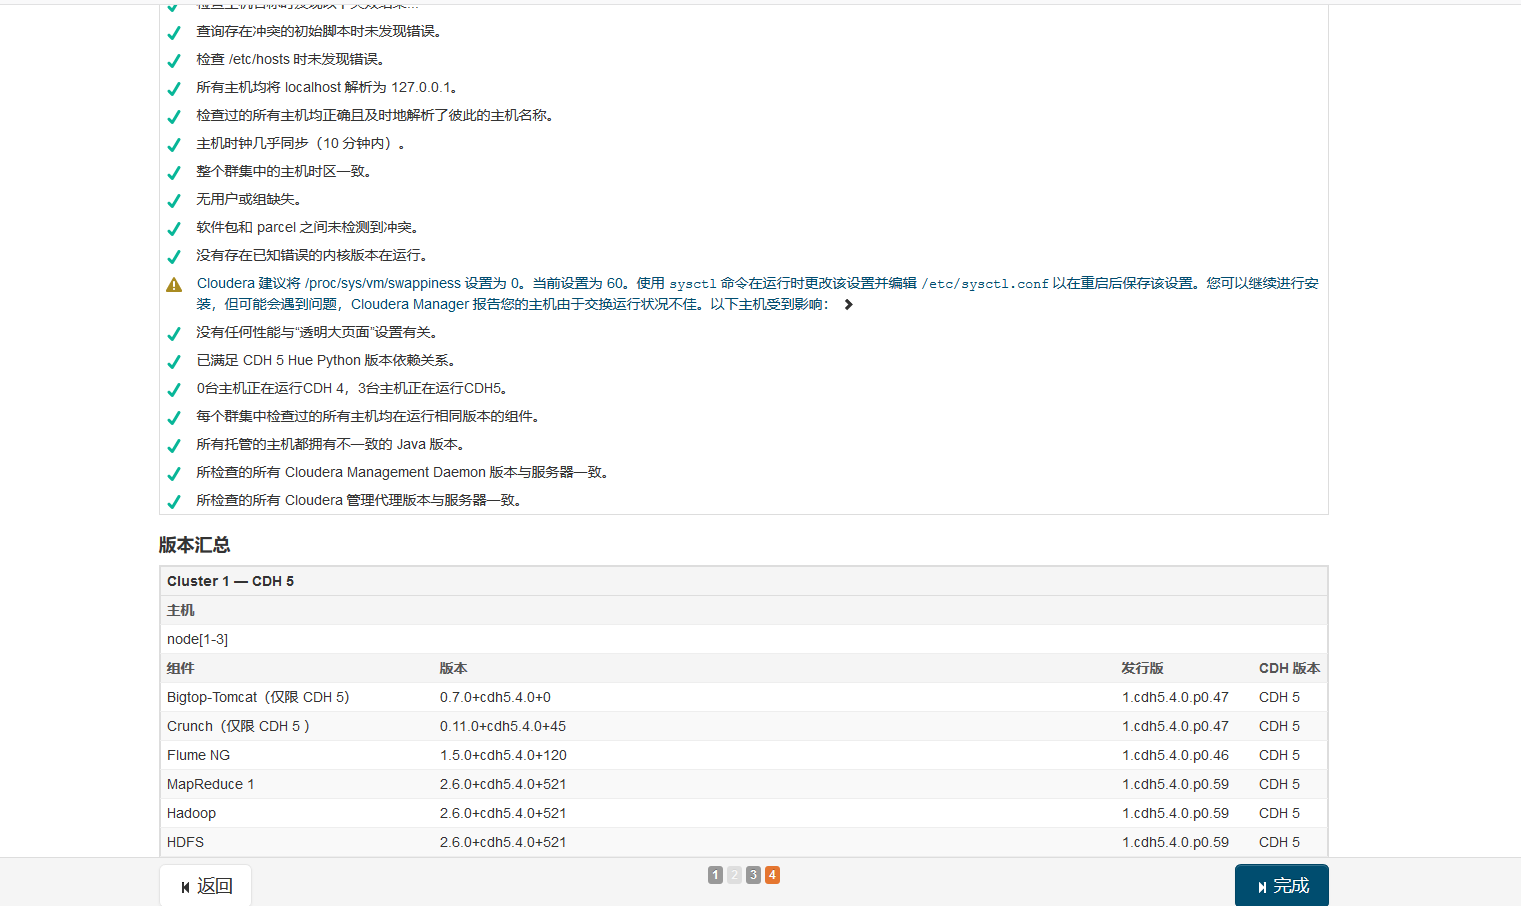 查询存在冲突的初始脚本时未发现错误。
检查 /etc/hosts 时未发现错误。
所有主机均将 localhost 解析为 127.0.0.1。
检查过的所有主机均正确且及时地解析了彼此的主机名称。
主机时钟几乎同步（10 分钟内）。
整个群集中的主机时区一致。
无用户或组缺失。
软件包和 parcel 之间未检测到冲突。
没有存在已知错误的内核版本在运行。
Cloudera 建议将 /proc/sys/vm/swappiness 设置为 0。当前设置为 60。使用 sysctl 命令在运行时更改该设置并编辑 /etc/sysctl.conf 以在重启后保存该设置。您可以继续进行安
装，但可能会遇到问题，Cloudera Manager 报告您的主机由于交换运行状况不佳。以下主机受到影响：
没有任何性能与“透明大页面”设置有关。
已满足 CDH 5 Hue Python 版本依赖关系。
0台主机正在运行CDH 4，3台主机正在运行CDH5。
每个群集中检查过的所有主机均在运行相同版本的组件。
所有托管的主机都拥有不一致的 Java 版本。
所检查的所有 Cloudera Management Daemon 版本与服务器一致。
所检查的所有 Cloudera 管理代理版本与服务器一致。
版本汇总
Cluster 1 — CDH 5
主机
node[1-3]
组件 版本 发行版 CDH 版本
Bigtop-Tomcat（仅限 CDH 5） 0.7.0+cdh5.4.0+0 1.cdh5.4.0.p0.47 CDH 5
Crunch（仅限 CDH 5 ） 0.11.0+cdh5.4.0+45 1.cdh5.4.0.p0.47 CDH 5
Flume NG 1.5.0+cdh5.4.0+120 1.cdh5.4.0.p0.46 CDH 5
MapReduce 1 2.6.0+cdh5.4.0+521 1.cdh5.4.0.p0.59 CDH 5
Hadoop 2.6.0+cdh5.4.0+521 1.cdh5.4.0.p0.59 CDH 5
HDFS 2.6.0+cdh5.4.0+521 1.cdh5.4.0.p0.59 CDH 5
返回 1 2 3 4 完成